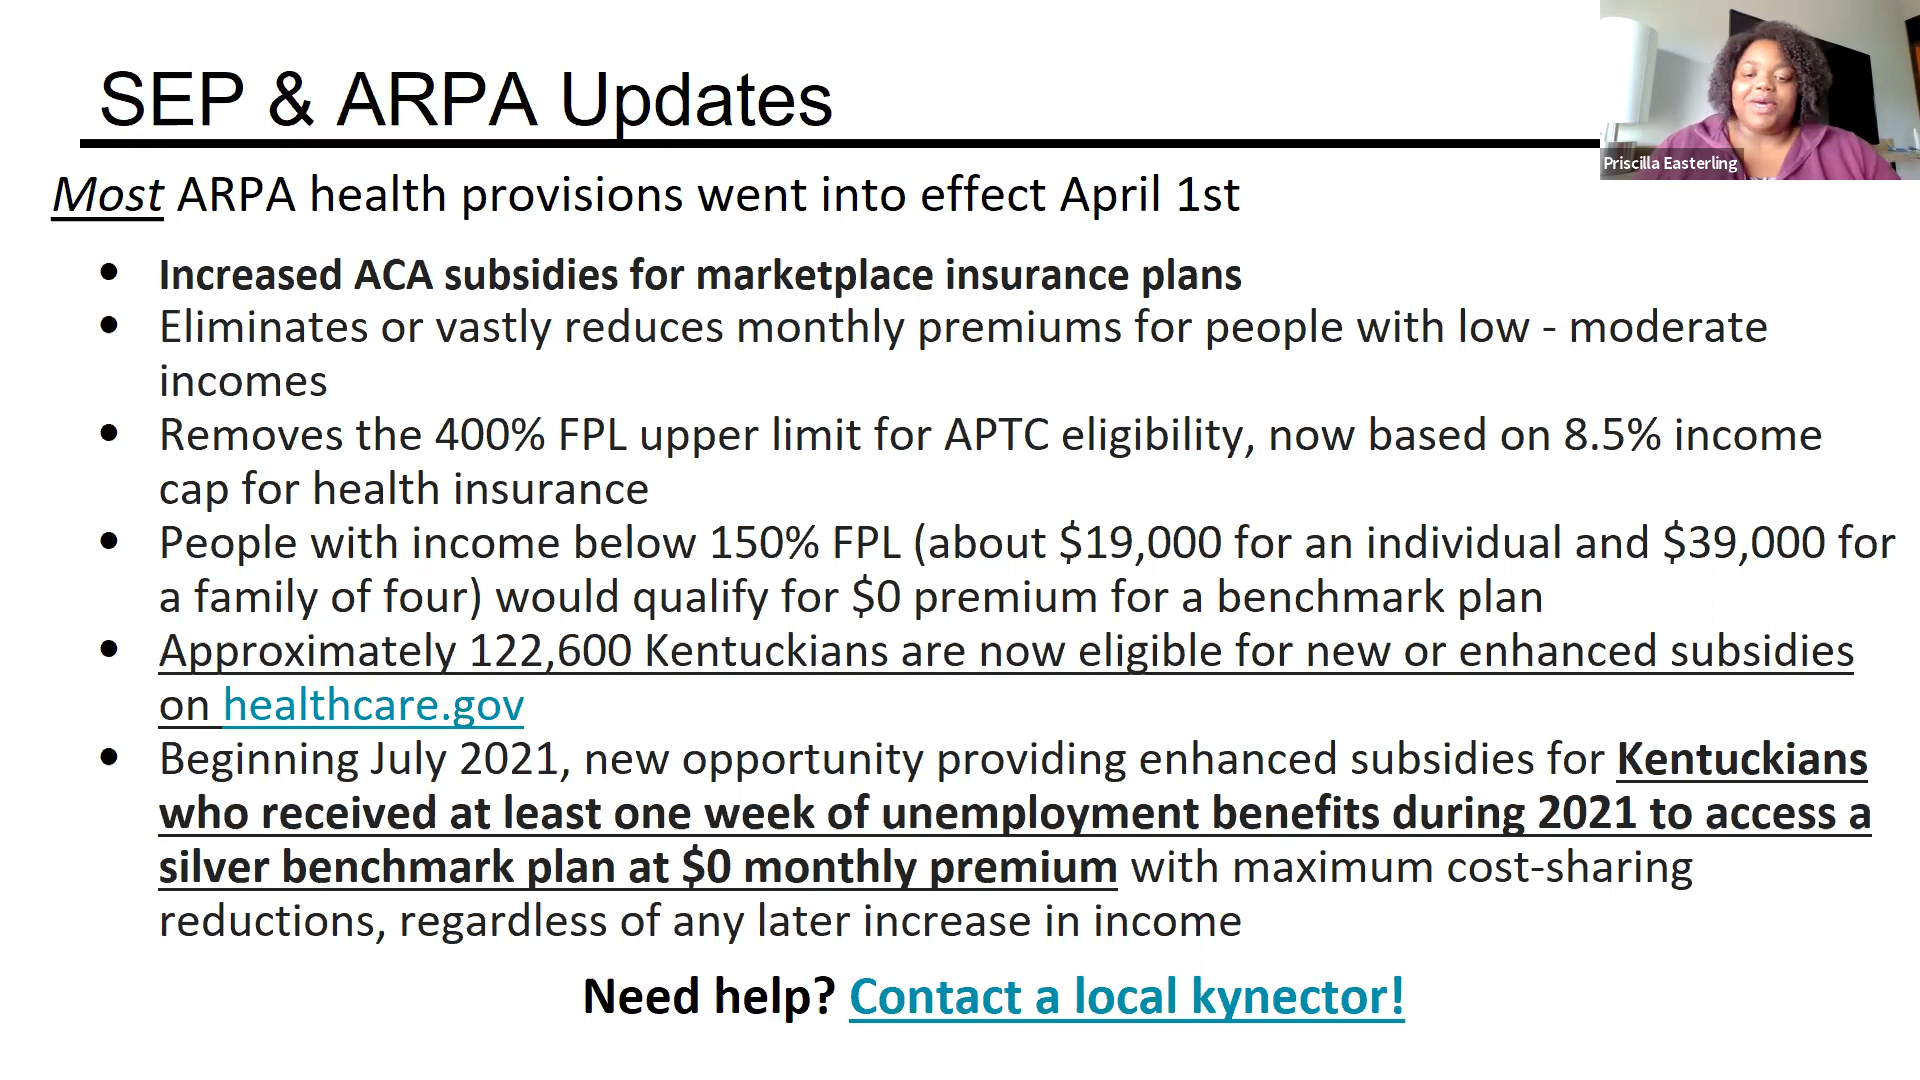 SEP & ARPA Updates
Priscilla Easterling
Most ARPA health provisions went into effect April 1st
• Increased ACA subsidies for marketplace insurance plans
• Eliminates or vastly reduces monthly premiums for people with low - moderate
incomes
• Removes the 400% FPL upper limit for APTC eligibility, now based on 8.5% income
cap for health insurance
• People with income below 150% FPL (about $19,000 for an individual and $39,000 for
a family of four) would qualify for $0 premium for a benchmark plan
• Approximately 122,600 Kentuckians are now eligible for new or enhanced subsidies
on healthcare.gov
• Beginning July 2021, new opportunity providing enhanced subsidies for Kentuckians
who received at least one week of unemployment benefits during 2021 to access a
silver benchmark plan at $0 monthly premium with maximum cost-sharing
reductions, regardless of any later increase in income
Need help? Contact a local kynector!